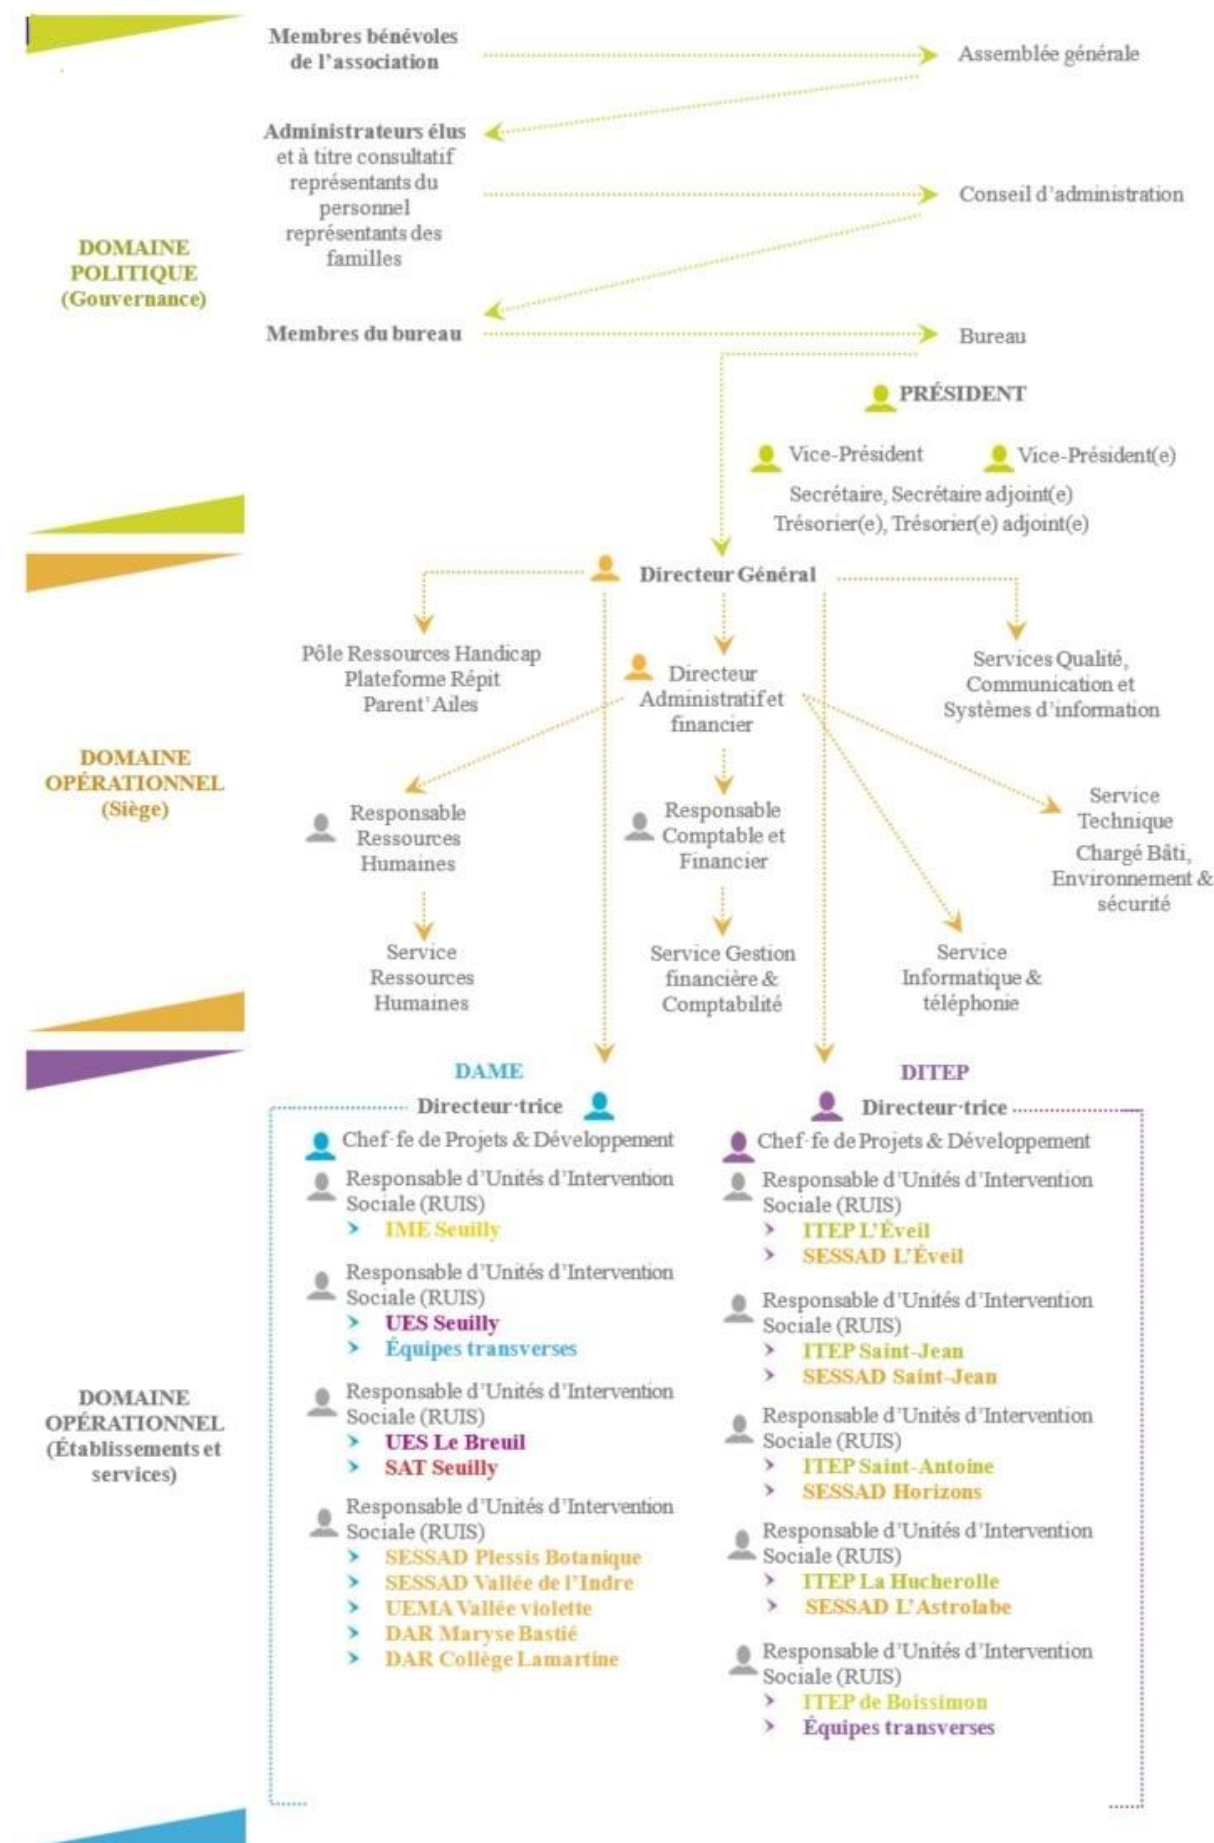 Membres bénévoles
de l'association
Assemblée générale
Administrateurs élus
et à titre consultatif
représentants du
personnel
représentants des
familles
Conseil d'administration
DOMAINE
POLITIQUE
(Gouvernance)
Membres du bureau
Bureau
PRÉSIDENT
Vice-Président
Vice-Président(e)
Secrétaire, Secrétaire adjoint(e)
Trésorier(e), Trésorier(e) adjoint(e)
Directeur Général
Pôle Ressources Handicap
Plateforme Répit
Parent'Ailes
Directeur
Administratif et
financier
Services Qualité,
Communication et
Systèmes d'information
DOMAINE
OPÉRATIONNEL
(Siège)
Responsable
Ressources
Humaines
Responsable
Comptable et
Financier
Service
Technique
Chargé Bâti,
Environnement &
sécurité
Service
Ressources
Humaines
Service Gestion
financière &
Comptabilité
Service
Informatique &
téléphonie
DOMAINE
OPÉRATIONNEL
(Établissements et
services)
DAME
Directeur·trice
Chef·fe de Projets & Développement
Responsable d'Unités d'Intervention
Sociale (RUIS)
IME Seuilly
Responsable d'Unités d'Intervention
Sociale (RUIS)
UES Seuilly
Équipes transverses
Responsable d'Unités d'Intervention
Sociale (RUIS)
UES Le Breuil
SAT Seuilly
Responsable d'Unités d'Intervention
Sociale (RUIS)
SESSAD Plessis Botanique
SESSAD Vallée de l'Indre
UEMA Vallée violette
DAR Maryse Bastié
DAR Collège Lamartine
DITEP
Directeur·trice
Chef·fe de Projets & Développement
Responsable d'Unités d'Intervention
Sociale (RUIS)
ITEP L'Éveil
SESSAD L'Éveil
Responsable d'Unités d'Intervention
Sociale (RUIS)
ITEP Saint-Jean
SESSAD Saint-Jean
Responsable d'Unités d'Intervention
Sociale (RUIS)
ITEP Saint-Antoine
SESSAD Horizons
Responsable d'Unités d'Intervention
Sociale (RUIS)
ITEP La Hucherolle
SESSAD L'Astrolabe
Responsable d'Unités d'Intervention
Sociale (RUIS)
ITEP de Boissimon
Équipes transverses